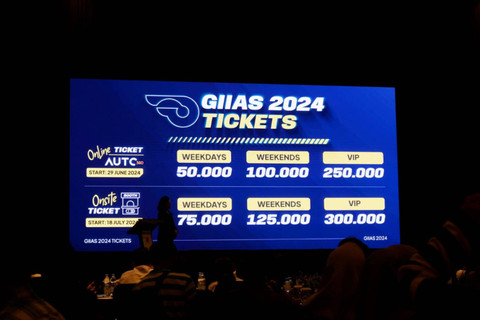 GIIAS 2024
TICKETS
Online TICKET
AUTO
START: 29 JUNE 2024
WEEKDAYS WEEKENDS VIP
50.000 100.000 250.000
Onsite
TICKET
BOOTH
START: 18 JULY 2024
WEEKDAYS WEEKENDS VIP
75.000 125.000 300.000
GIIAS 2024 TICKETS
GIIAS 2024